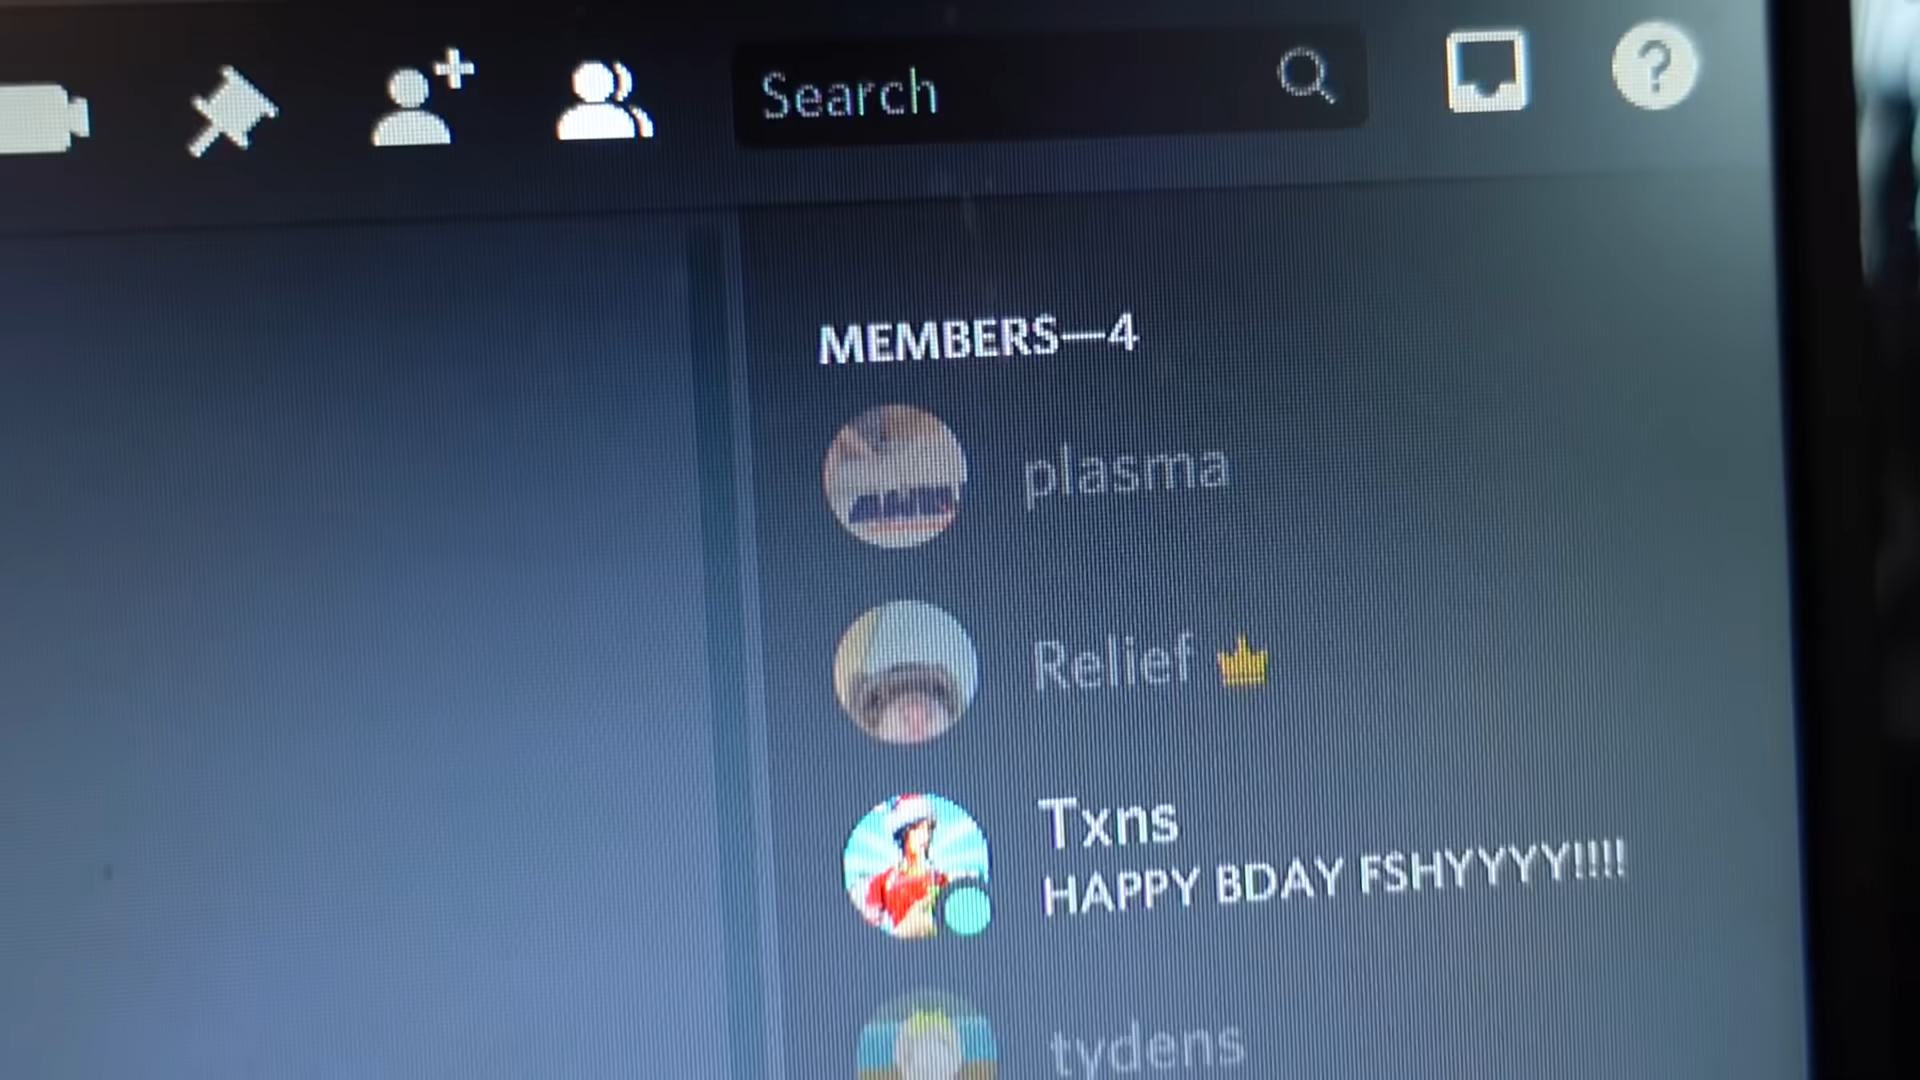 Search
MEMBERS—4
plasma
Relief
Txns
HAPPY BDAY FSHYYYY!!!!
tydens